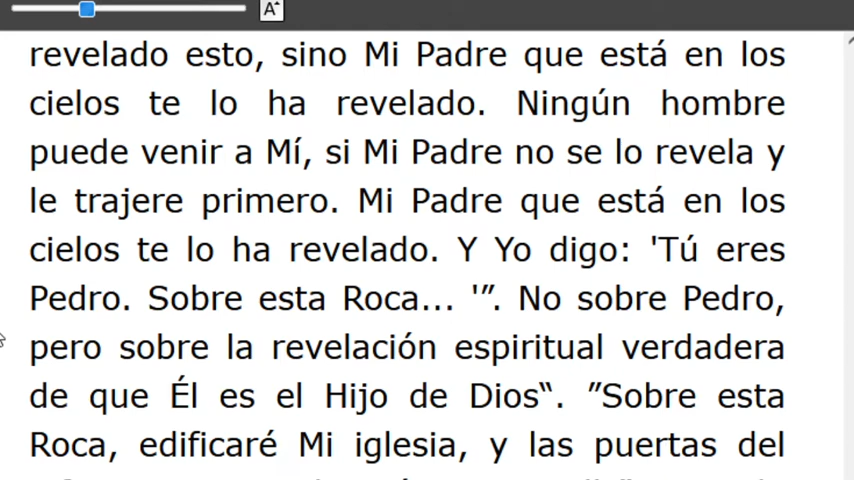 A
revelado esto, sino Mi Padre que está en los
cielos te lo ha revelado. Ningún hombre
puede venir a Mí, si Mi Padre no se lo revela y
le trajere primero. Mi Padre que está en los
cielos te lo ha revelado. Y Yo digo: 'Tú eres
Pedro. Sobre esta Roca... '”. No sobre Pedro,
pero sobre la revelación espiritual verdadera
de que Él es el Hijo de Dios‟. ”Sobre esta
Roca, edificaré Mi iglesia, y las puertas del